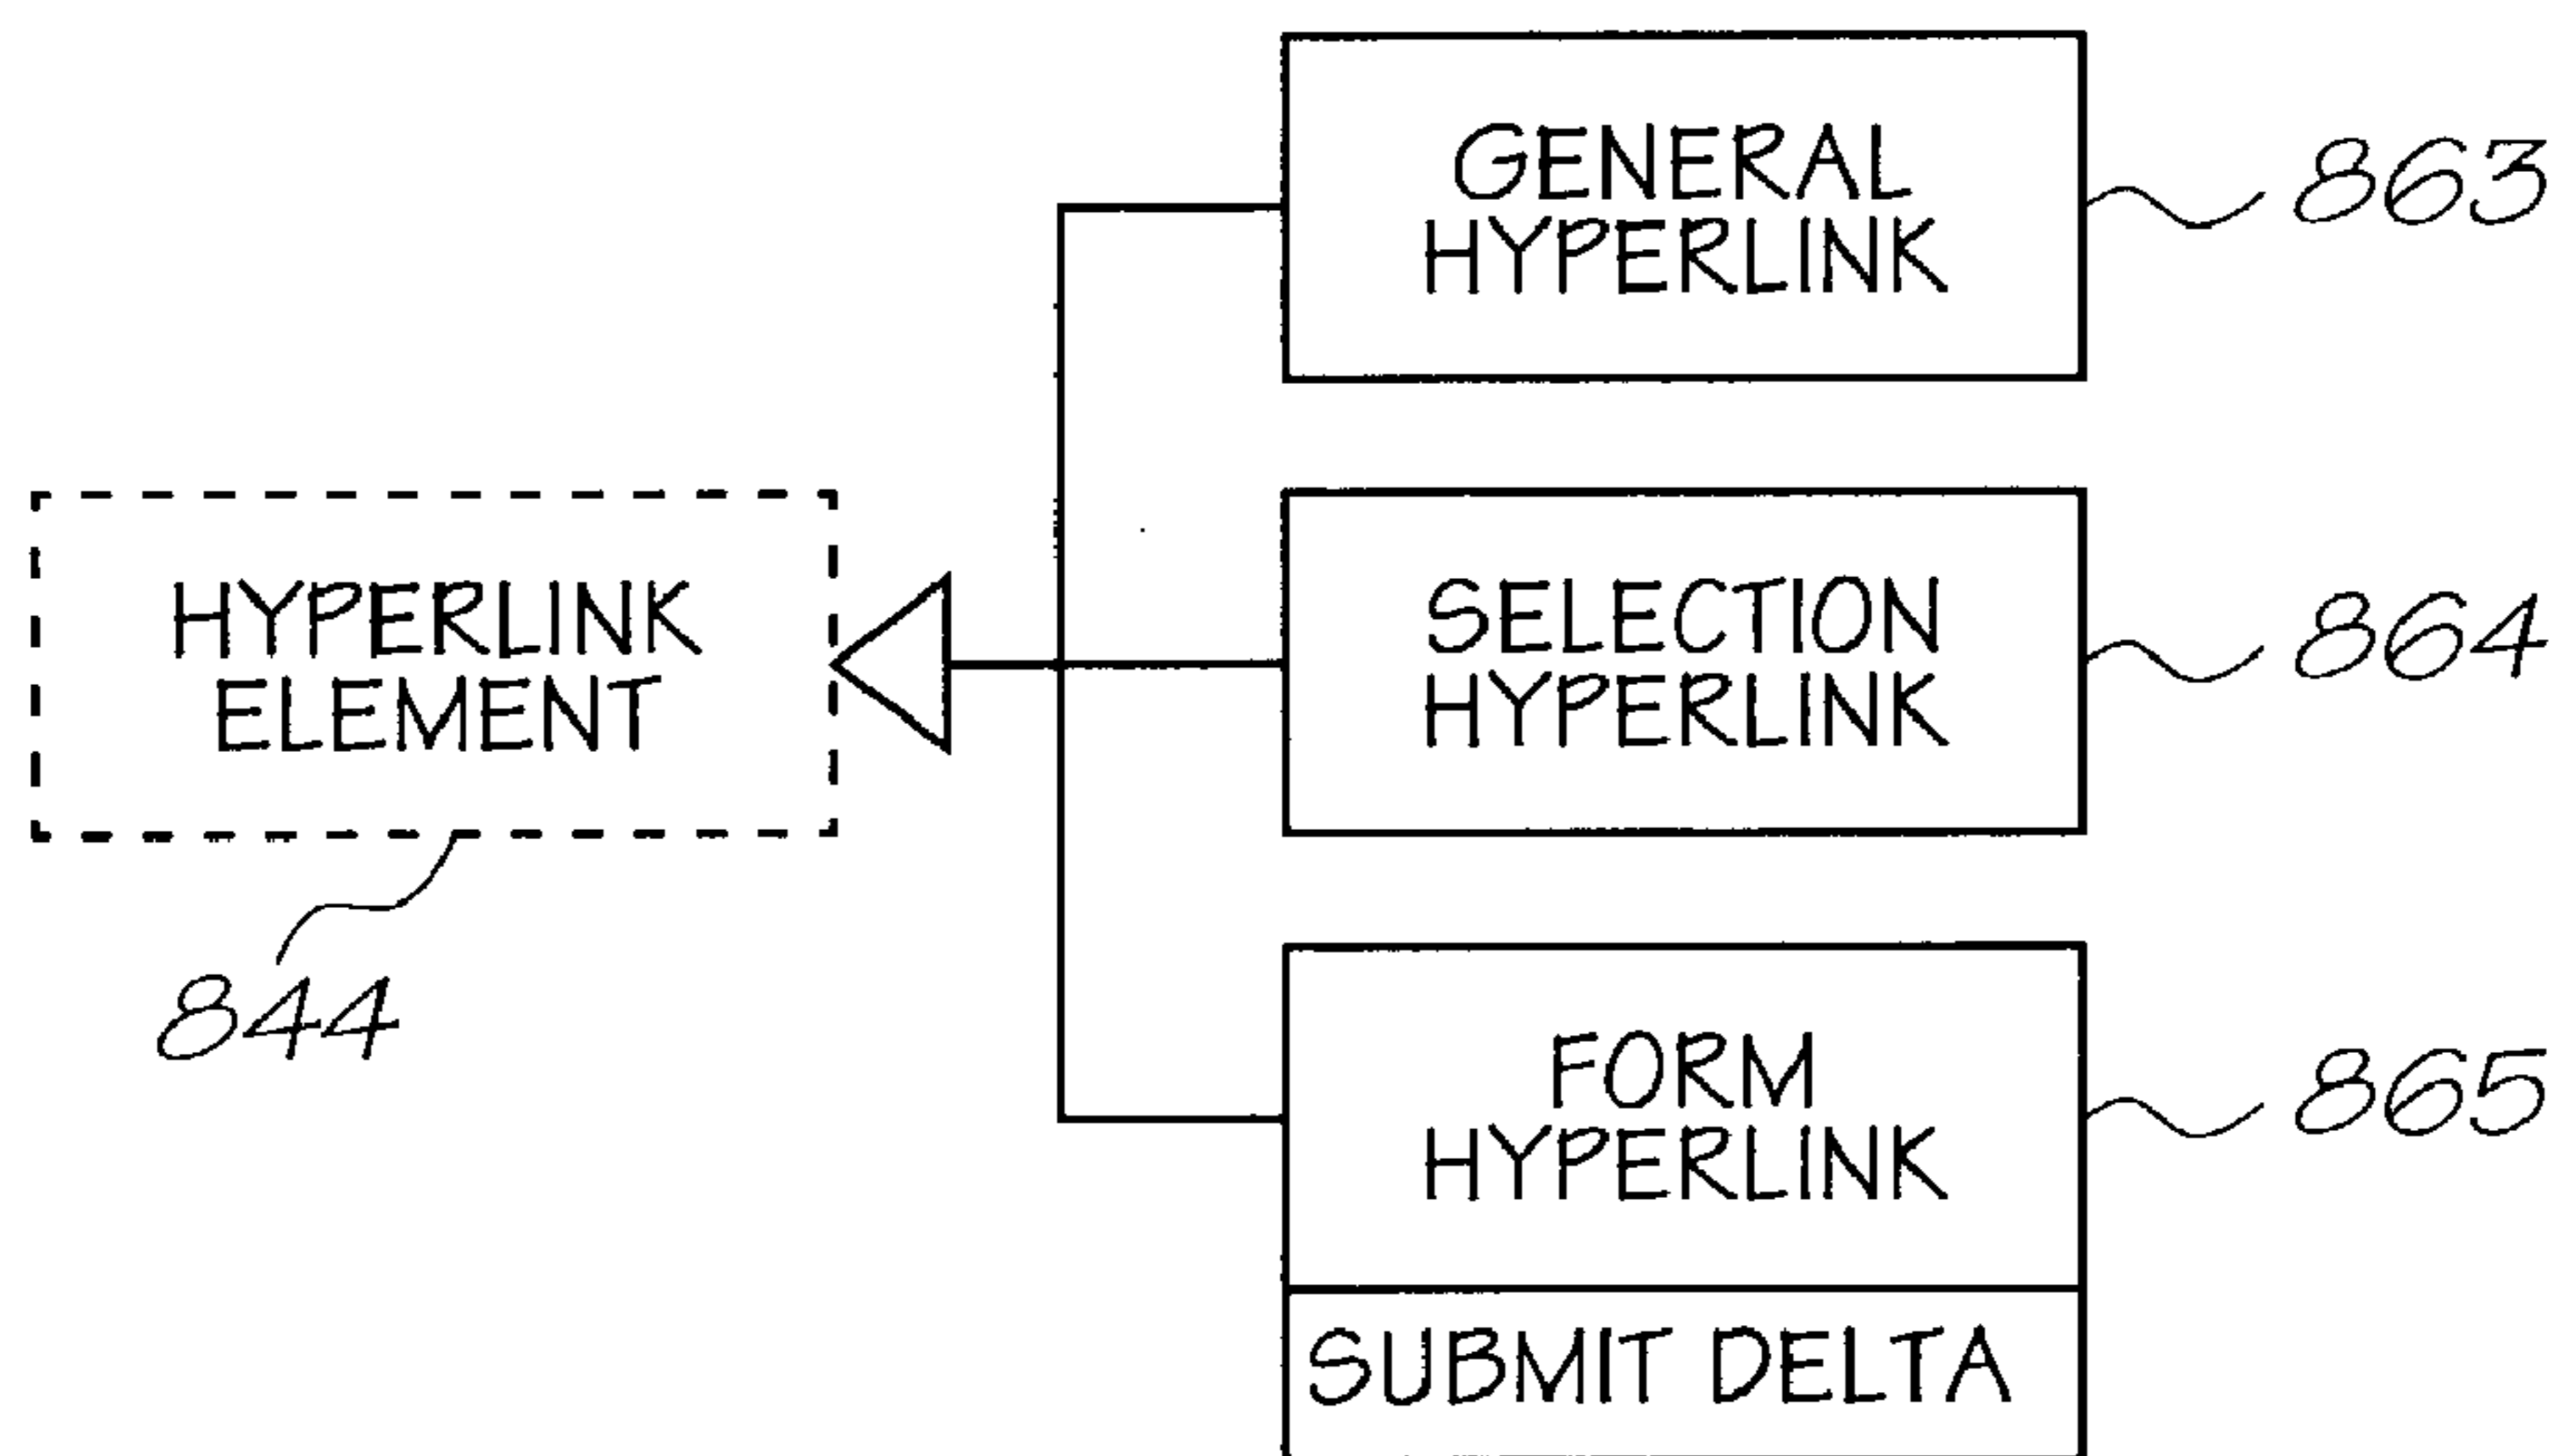 GENERAL
HYPERLINK
863
HYPERLINK
ELEMENT
844
SELECTION
HYPERLINK
864
FORM
HYPERLINK
865
SUBMIT DELTA